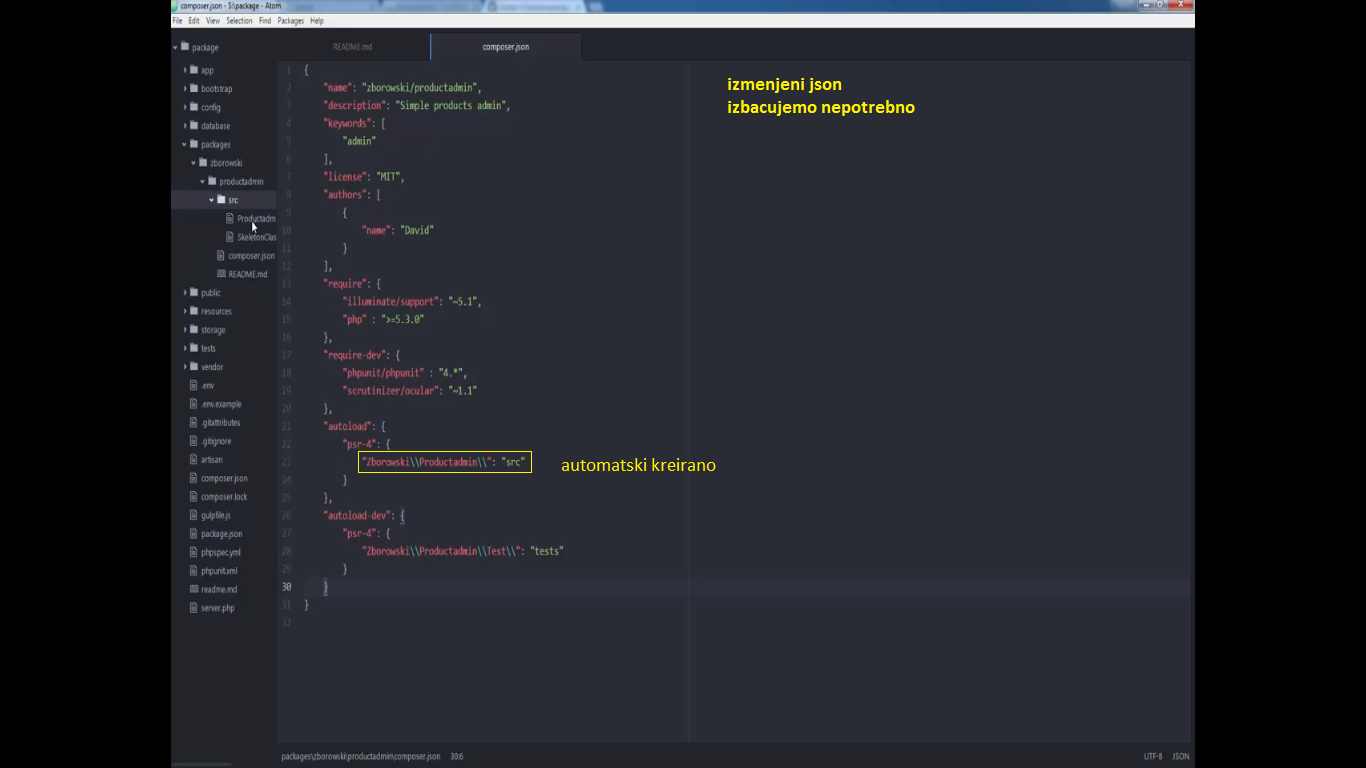 composer.json - S:\package - Atom
File Edit View Selection Find Packages Help
package
app
bootstrap
config
database
packages
zborowski
productadmin
src
Productadm
SkeletonClas
composer.json
README.md
public
resources
storage
tests
vendor
.env
.env.example
.gitattributes
.gitignore
artisan
composer.json
composer.lock
gulpfile.js
package.json
phpspec.yml
phpunit.xml
readme.md
server.php
README.md composer.json
1 {
2 "name": "zborowski/productadmin",
3 "description": "Simple products admin",
4 "keywords": [
5 "admin"
6 ],
7 "license": "MIT",
8 "authors": [
9 {
10 "name": "David"
11 }
12 ],
13 "require": {
14 "illuminate/support": "~5.1",
15 "php" : ">=5.3.0"
16 },
17 "require-dev": {
18 "phpunit/phpunit" : "4.*",
19 "scrutinizer/ocular": "~1.1"
20 },
21 "autoload": {
22 "psr-4": {
23 "Zborowski\\Productadmin\\": "src"
24 }
25 },
26 "autoload-dev": {
27 "psr-4": {
28 "Zborowski\\Productadmin\\Test\\": "tests"
29 }
30 }
31 }
32
izmenjeni json
izbacujemo nepotrebno
automatski kreirano
packages\zborowski\productadmin\composer.json 30:6 UTF-8 JSON